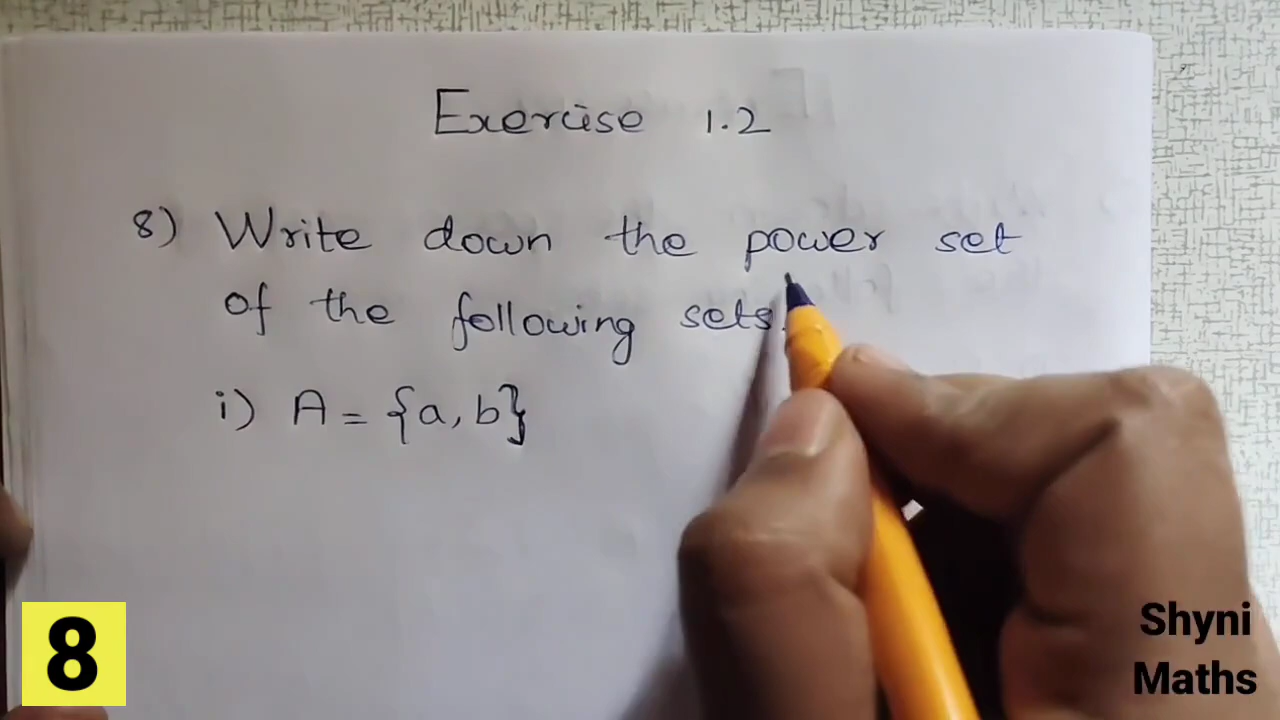 Exercise 1.2
8) Write down the power set
of the following sets.
i) A = {a, b}
8
Shyni
Maths